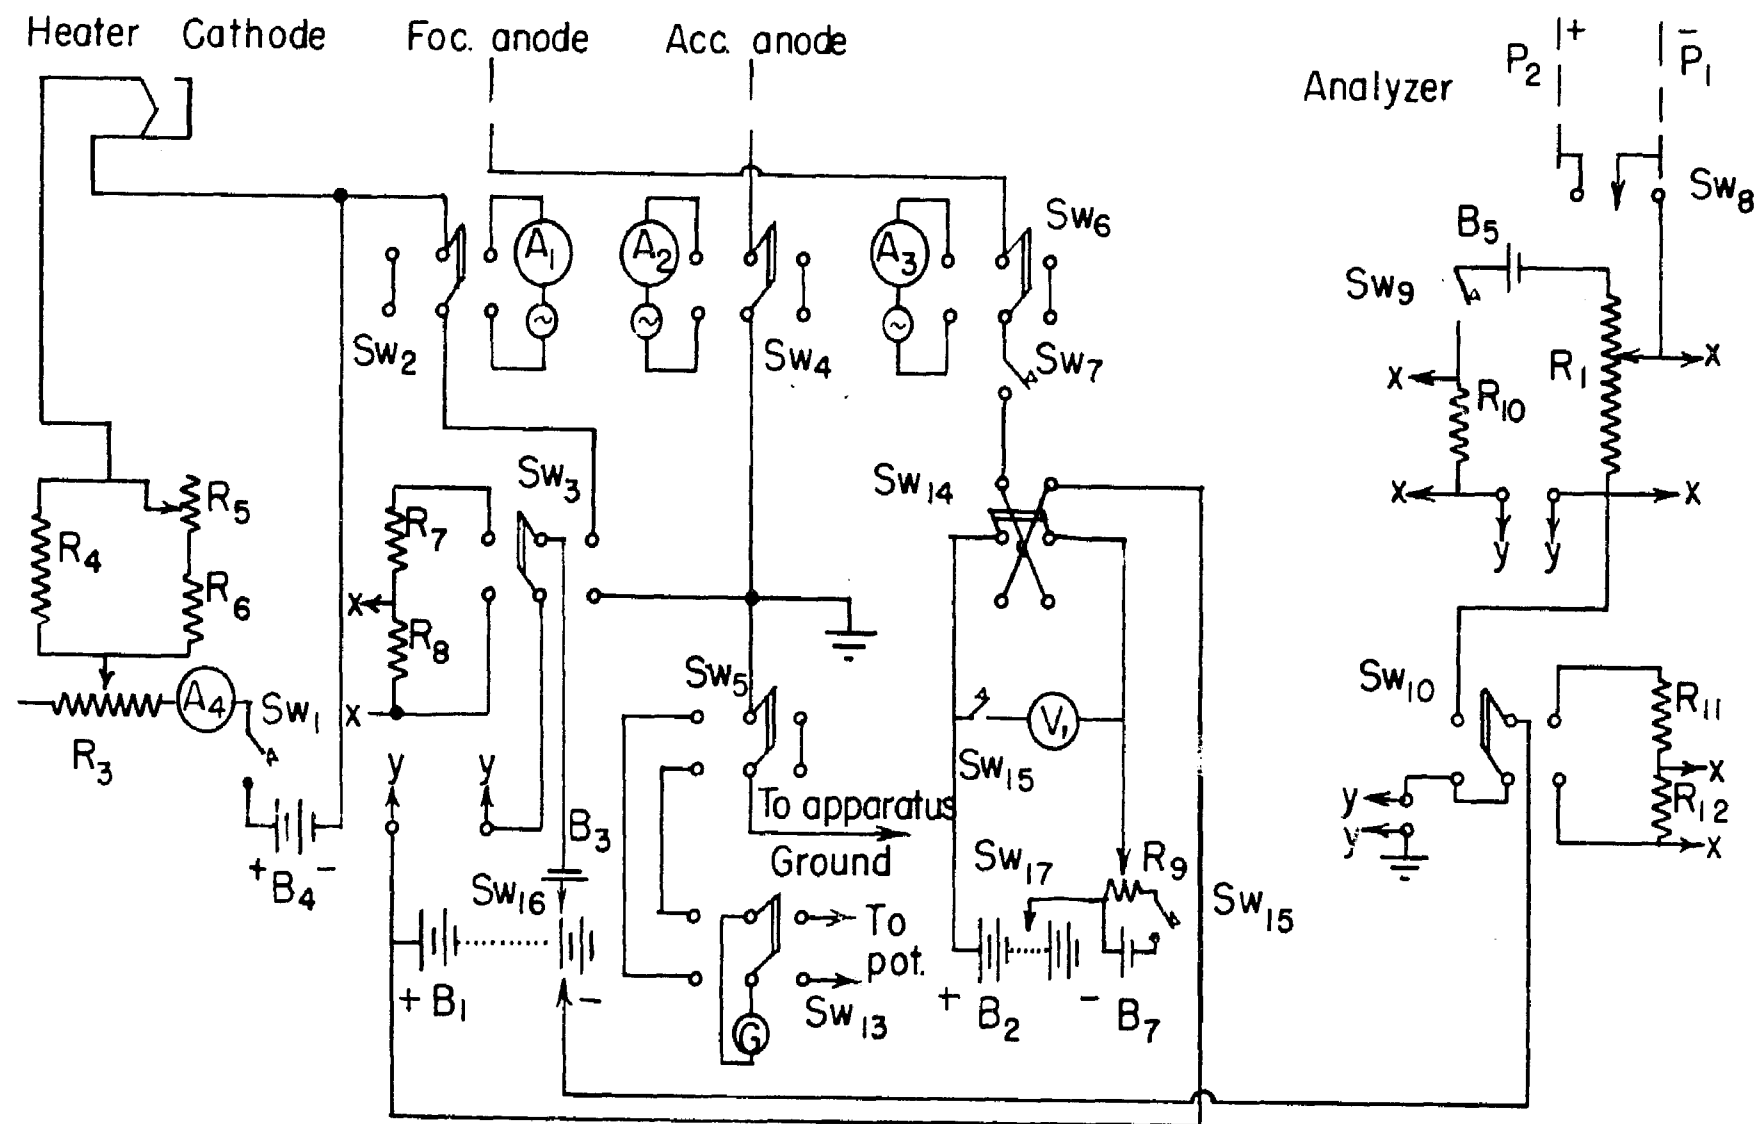 Heater Cathode Foc. anode Acc. anode
Analyzer P2 + − P1
Sw8
B5
Sw9
A1 A2 A3 Sw6
Sw2 Sw4 Sw7
R1 x
x R10
x x
y y
Sw3 Sw14
R5
R7
R4
R6
x
R8
Sw5 Sw10
R11
A4 Sw1 x
R3
V1
Sw15
x
R12
y y
To apparatus
Ground
y
y
x
B3
Sw17 R9
+ B4 −
Sw16
Sw15
To
pot.
+ B1 −
Sw13
+ B2 − B7
G